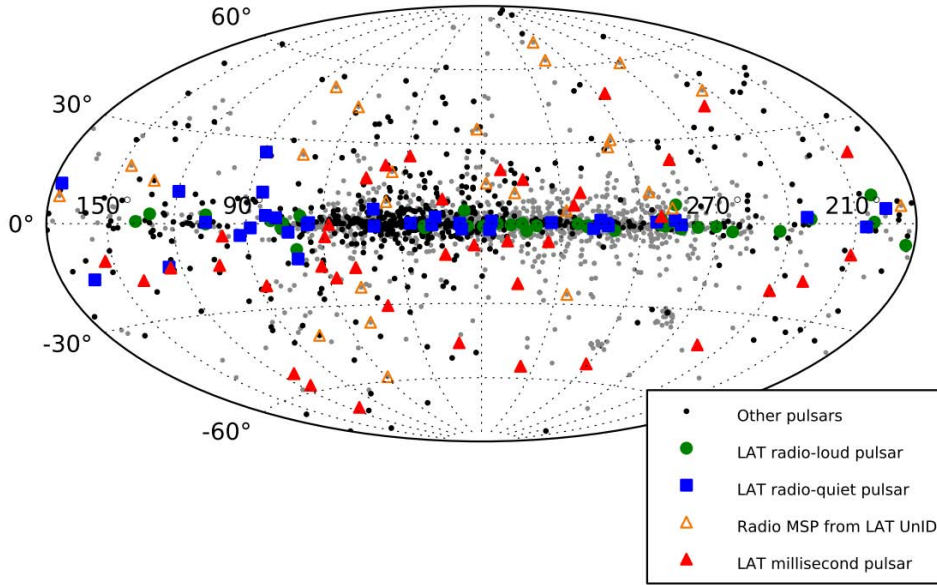 60°
30°
150° 90° 270° 210°
0°
-30°
-60°
Other pulsars
LAT radio-loud pulsar
LAT radio-quiet pulsar
Radio MSP from LAT UnID
LAT millisecond pulsar